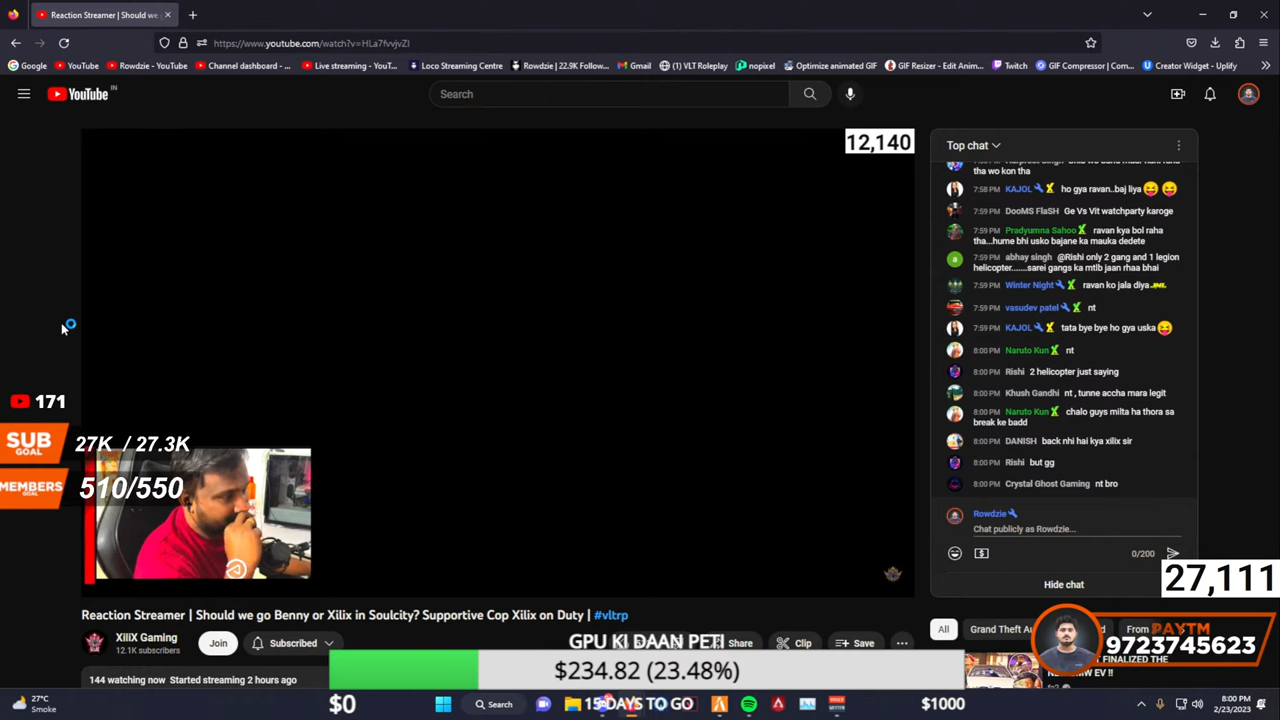 Reaction Streamer | Should we g
https://www.youtube.com/watch?v=HLa7fvvjvZI
Google YouTube Rowdzie - YouTube Channel dashboard -... Live streaming - YouT... Loco Streaming Centre Rowdzie | 22.9K Follow... Gmail (1) VLT Roleplay nopixel Optimize animated GIF GIF Resizer - Edit Anim... Twitch GIF Compressor | Com... Creator Widget - Uplify
YouTube IN
Search
12,140
Top chat
tha wo kon tha
7:58 PM KAJOL ho gya ravan..baj liya
7:59 PM DooMS FlaSH Ge Vs Vit watchparty karoge
7:59 PM Pradyumna Sahoo ravan kya bol raha
tha...hume bhi usko bajane ka mauka dedete
7:59 PM abhay singh @Rishi only 2 gang and 1 legion
helicopter.......sarei gangs ka mtlb jaan rhaa bhai
7:59 PM Winter Night ravan ko jala diya
7:59 PM vasudev patel nt
7:59 PM KAJOL tata bye bye ho gya uska
8:00 PM Naruto Kun nt
8:00 PM Rishi 2 helicopter just saying
8:00 PM Khush Gandhi nt , tunne accha mara legit
8:00 PM Naruto Kun chalo guys milta ha thora sa
break ke badd
8:00 PM DANISH back nhi hai kya xilix sir
8:00 PM Rishi but gg
8:00 PM Crystal Ghost Gaming nt bro
Rowdzie
Chat publicly as Rowdzie...
0/200
Hide chat
171
SUB
GOAL
27K / 27.3K
MEMBERS
GOAL
510/550
27,111
Reaction Streamer | Should we go Benny or Xilix in Soulcity? Supportive Cop Xilix on Duty | #vltrp
XiliX Gaming
12.1K subscribers
Join
Subscribed
Share
Clip
Save
GPU KI DAAN PETI
All
Grand Theft Au
From
PAYTM
9723745623
144 watching now Started streaming 2 hours ago
$234.82 (23.48%)
FINALIZED THE
EV !!
27°C
Smoke
$0
Search
15 DAYS TO GO
$1000
8:00 PM
2/23/2023